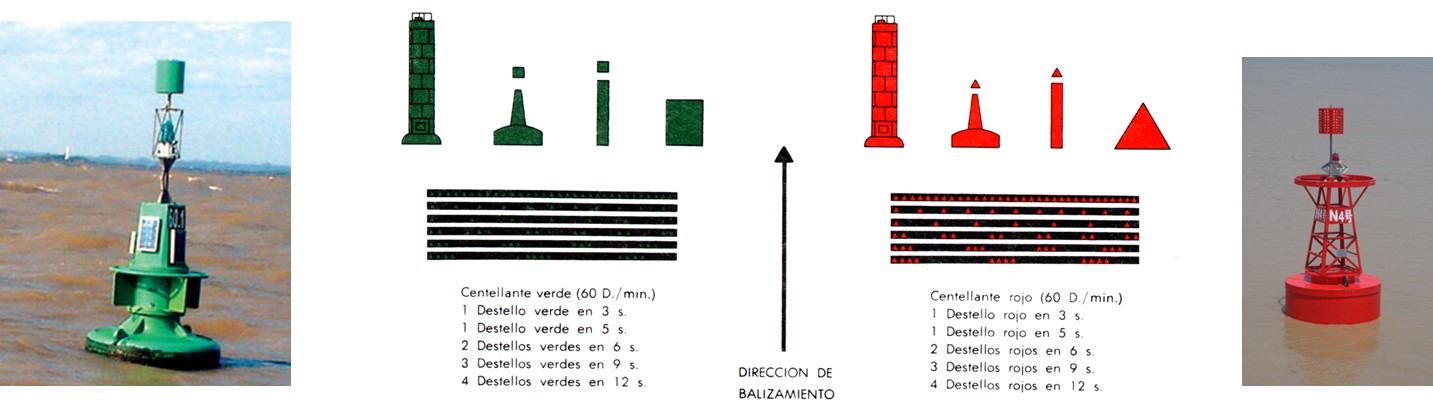 Centellante verde (60 D./min.)
1 Destello verde en 3 s.
1 Destello verde en 5 s.
2 Destellos verdes en 6 s.
3 Destellos verdes en 9 s.
4 Destellos verdes en 12 s.
DIRECCION DE
BALIZAMIENTO
Centellante rojo (60 D./min.)
1 Destello rojo en 3 s.
1 Destello rojo en 5 s.
2 Destellos rojos en 6 s.
3 Destellos rojos en 9 s.
4 Destellos rojos en 12 s.
N4号